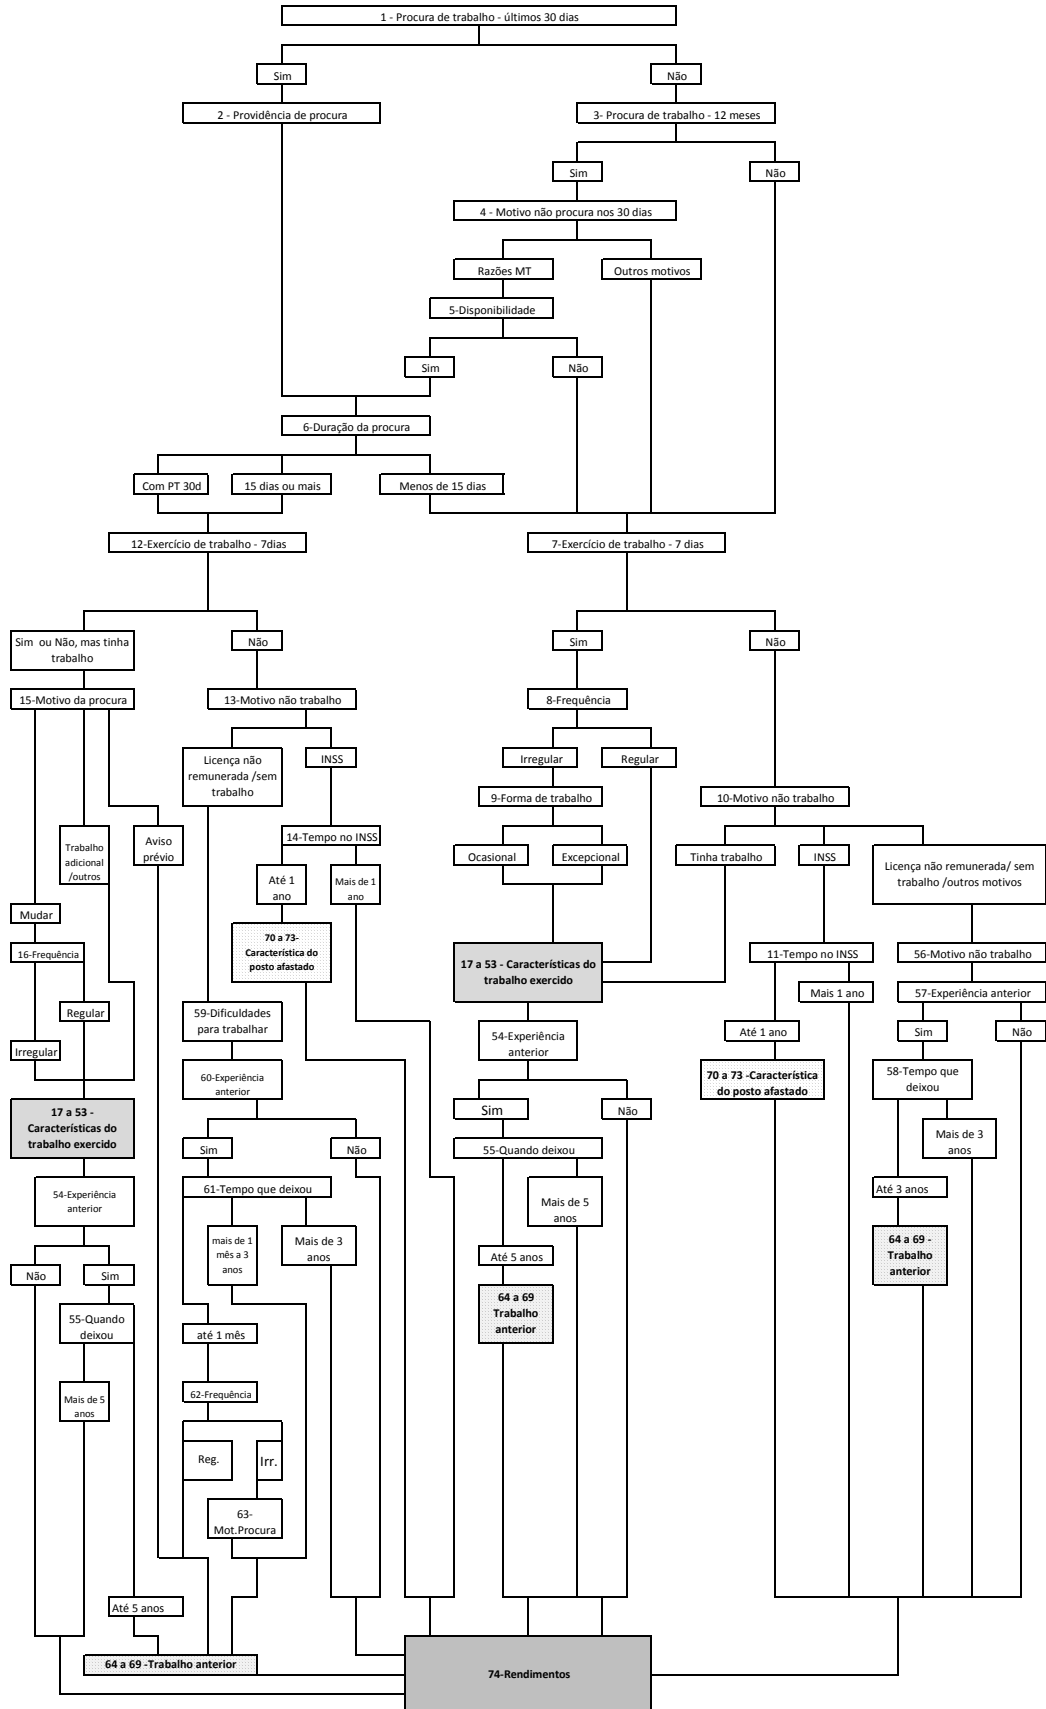 1 - Procura de trabalho - últimos 30 dias
Sim
Não
2 - Providência de procura
3- Procura de trabalho - 12 meses
Sim
Não
4 - Motivo não procura nos 30 dias
Razões MT
Outros motivos
5-Disponibilidade
Sim
Não
6-Duração da procura
Com PT 30d
15 dias ou mais
Menos de 15 dias
12-Exercício de trabalho - 7dias
7-Exercício de trabalho - 7 dias
Sim ou Não, mas tinha
trabalho
Não
Sim
Não
15-Motivo da procura
13-Motivo não trabalho
8-Frequência
Licença não
remunerada /sem
trabalho
INSS
Irregular
Regular
9-Forma de trabalho
10-Motivo não trabalho
Trabalho
adicional
/outros
Aviso
prévio
14-Tempo no INSS
Ocasional
Excepcional
Tinha trabalho
INSS
Licença não remunerada/ sem
trabalho /outros motivos
Até 1
ano
Mais de 1
ano
Mudar
16-Frequência
70 a 73-
Característica do
posto afastado
17 a 53 - Características do
trabalho exercido
11-Tempo no INSS
56-Motivo não trabalho
Mais 1 ano
57-Experiência anterior
Regular
59-Dificuldades
para trabalhar
Irregular
54-Experiência
anterior
Até 1 ano
Sim
Não
60-Experiência
anterior
70 a 73 -Característica
do posto afastado
58-Tempo que
deixou
17 a 53 -
Características do
trabalho exercido
Sim
Não
Sim
Não
55-Quando deixou
Mais de 3
anos
54-Experiência
anterior
61-Tempo que deixou
Até 3 anos
Mais de 5
anos
mais de 1
mês a 3
anos
Mais de 3
anos
64 a 69 -
Trabalho
anterior
Não
Sim
Até 5 anos
64 a 69
Trabalho
anterior
55-Quando
deixou
até 1 mês
Mais de 5
anos
62-Frequência
Reg.
Irr.
63-
Mot.Procura
Até 5 anos
64 a 69 -Trabalho anterior
74-Rendimentos